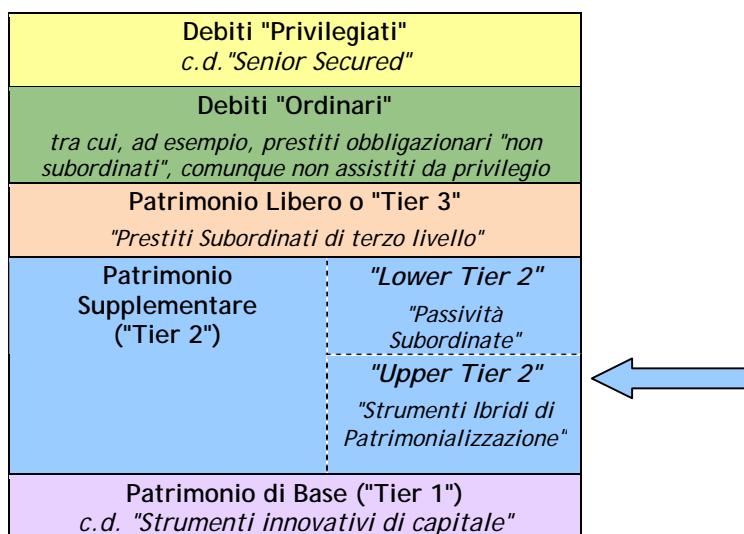 Debiti "Privilegiati"
c.d."Senior Secured"
Debiti "Ordinari"
tra cui, ad esempio, prestiti obbligazionari "non
subordinati", comunque non assistiti da privilegio
Patrimonio Libero o "Tier 3"
"Prestiti Subordinati di terzo livello"
Patrimonio
Supplementare
("Tier 2")
"Lower Tier 2"
"Passività
Subordinate"
"Upper Tier 2"
"Strumenti Ibridi di
Patrimonializzazione"
Patrimonio di Base ("Tier 1")
c.d. "Strumenti innovativi di capitale"